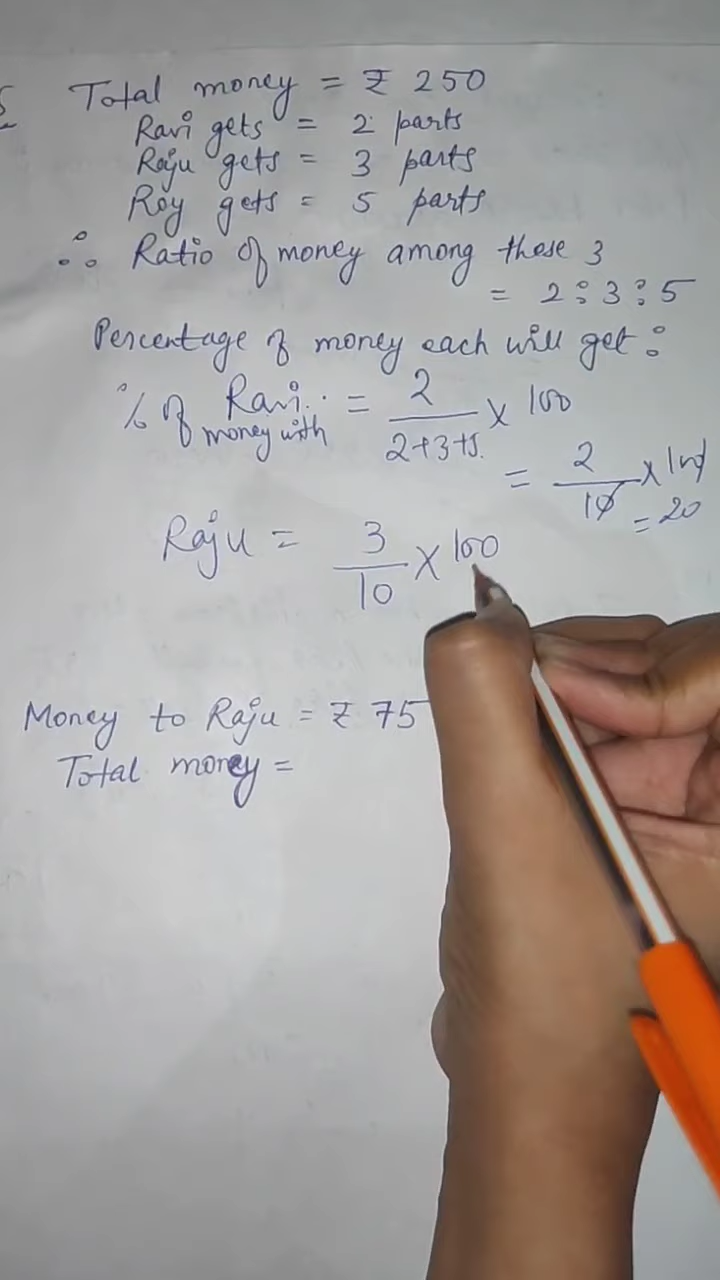 Total money = ₹ 250
Ravi gets = 2 parts
Raju gets = 3 parts
Roy gets = 5 parts
∴ Ratio of money among these 3
= 2:3:5
Percentage of money each will get:
% of Ravi = 2/2+3+5 × 100
money with
= 2/10 × 100
= 20
Raju = 3/10 × 100
Money to Raju = ₹ 75
Total money =